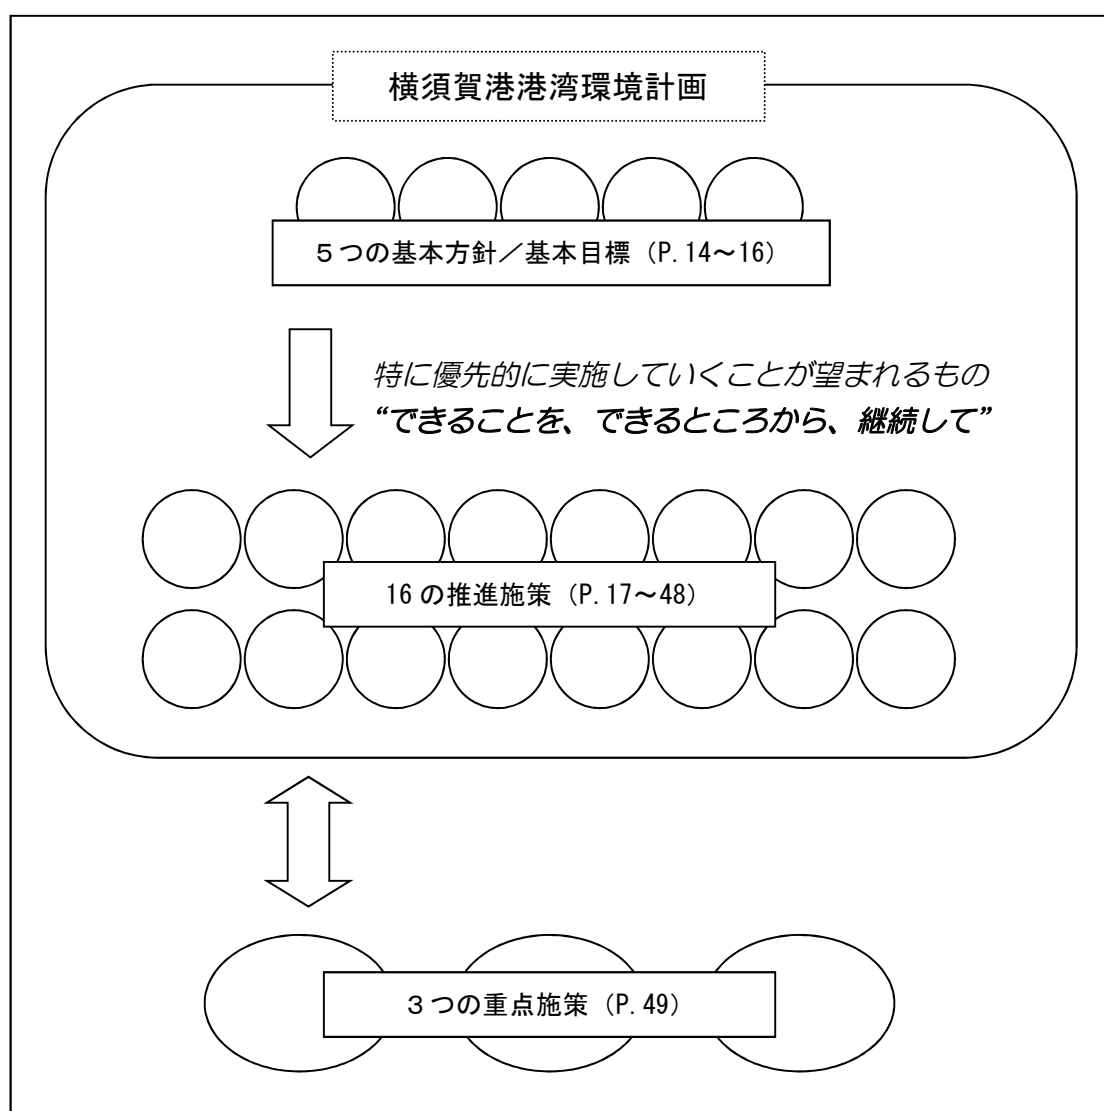 横須賀港港湾環境計画
５つの基本方針／基本目標（P.14～16）
特に優先的に実施していくことが望まれるもの
“できることを、できるところから、継続して”
16の推進施策（P.17～48）
３つの重点施策（P.49）